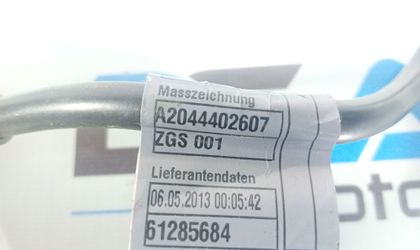 Masszeichnung
A2044402607
ZGS 001
Lieferantendaten
06.05.2013 00:05:42
61285684